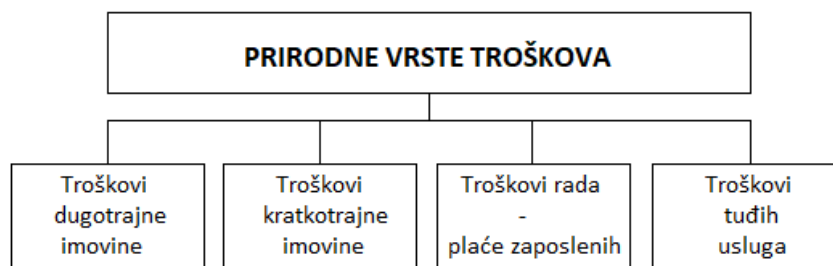 PRIRODNE VRSTE TROŠKOVA
Troškovi
dugotrajne
imovine
Troškovi
kratkotrajne
imovine
Troškovi rada
-
plaće zaposlenih
Troškovi
tuđih
usluga